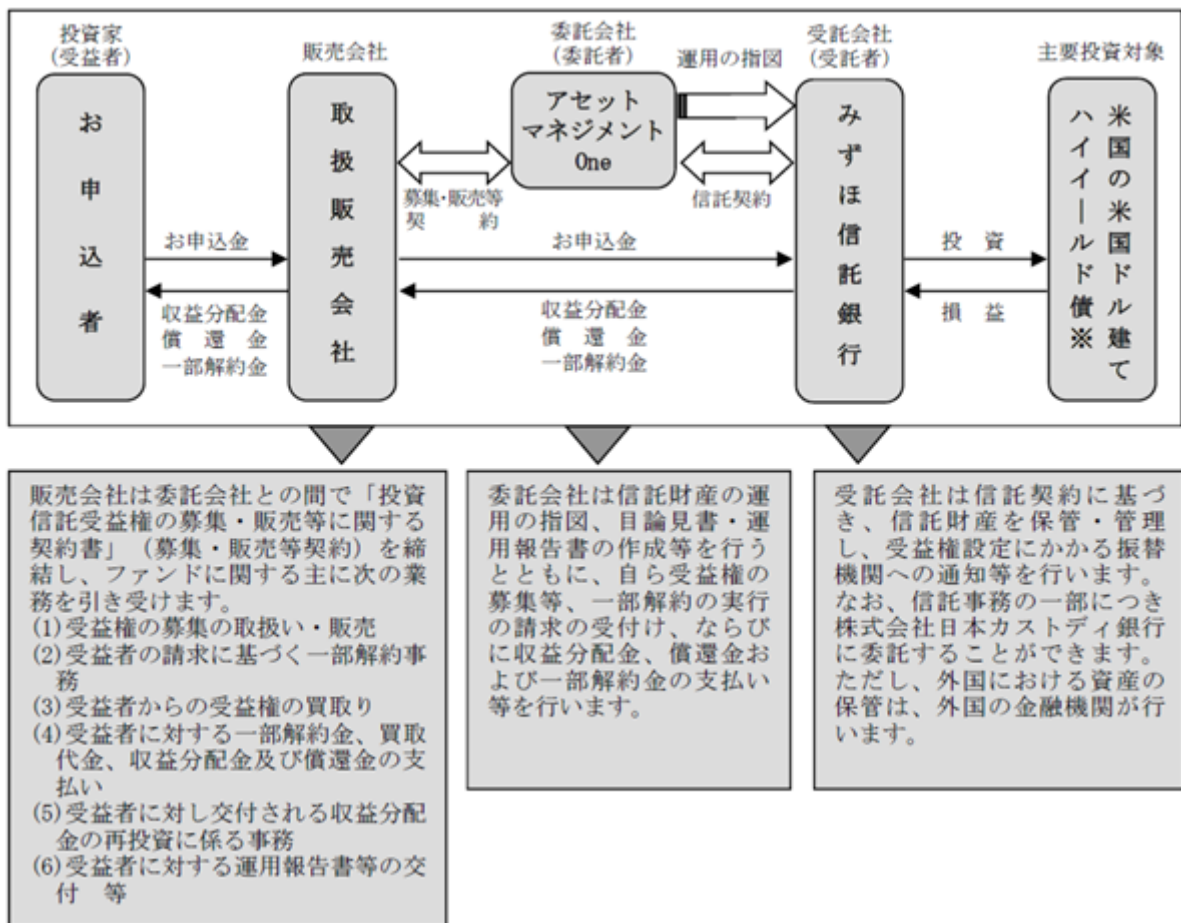 投資家
(受益者)
販売会社
委託会社
(委託者)
運用の指図
受託会社
(受託者)
主要投資対象
お申込者
取扱販売会社
アセット
マネジメント
One
みずほ信託銀行
米国の米国ドル建て
ハイイールド債※
募集・販売等
契　　　約
信託契約
お申込金
収益分配金
償　還　金
一部解約金
お申込金
収益分配金
償　還　金
一部解約金
投　資
損　益
販売会社は委託会社との間で「投資
信託受益権の募集・販売等に関する
契約書」（募集・販売等契約）を締
結し、ファンドに関する主に次の業
務を引き受けます。
(1)受益権の募集の取扱い・販売
(2)受益者の請求に基づく一部解約事
務
(3)受益者からの受益権の買取り
(4)受益者に対する一部解約金、買取
代金、収益分配金及び償還金の支
払い
(5)受益者に対し交付される収益分配
金の再投資に係る事務
(6)受益者に対する運用報告書等の交
付　等
委託会社は信託財産の運
用の指図、目論見書・運
用報告書の作成等を行う
とともに、自ら受益権の
募集等、一部解約の実行
の請求の受付け、ならび
に収益分配金、償還金お
よび一部解約金の支払い
等を行います。
受託会社は信託契約に基づ
き、信託財産を保管・管理
し、受益権設定にかかる振替
機関への通知等を行います。
なお、信託事務の一部につき
株式会社日本カストディ銀行
に委託することができます。
ただし、外国における資産の
保管は、外国の金融機関が行
います。